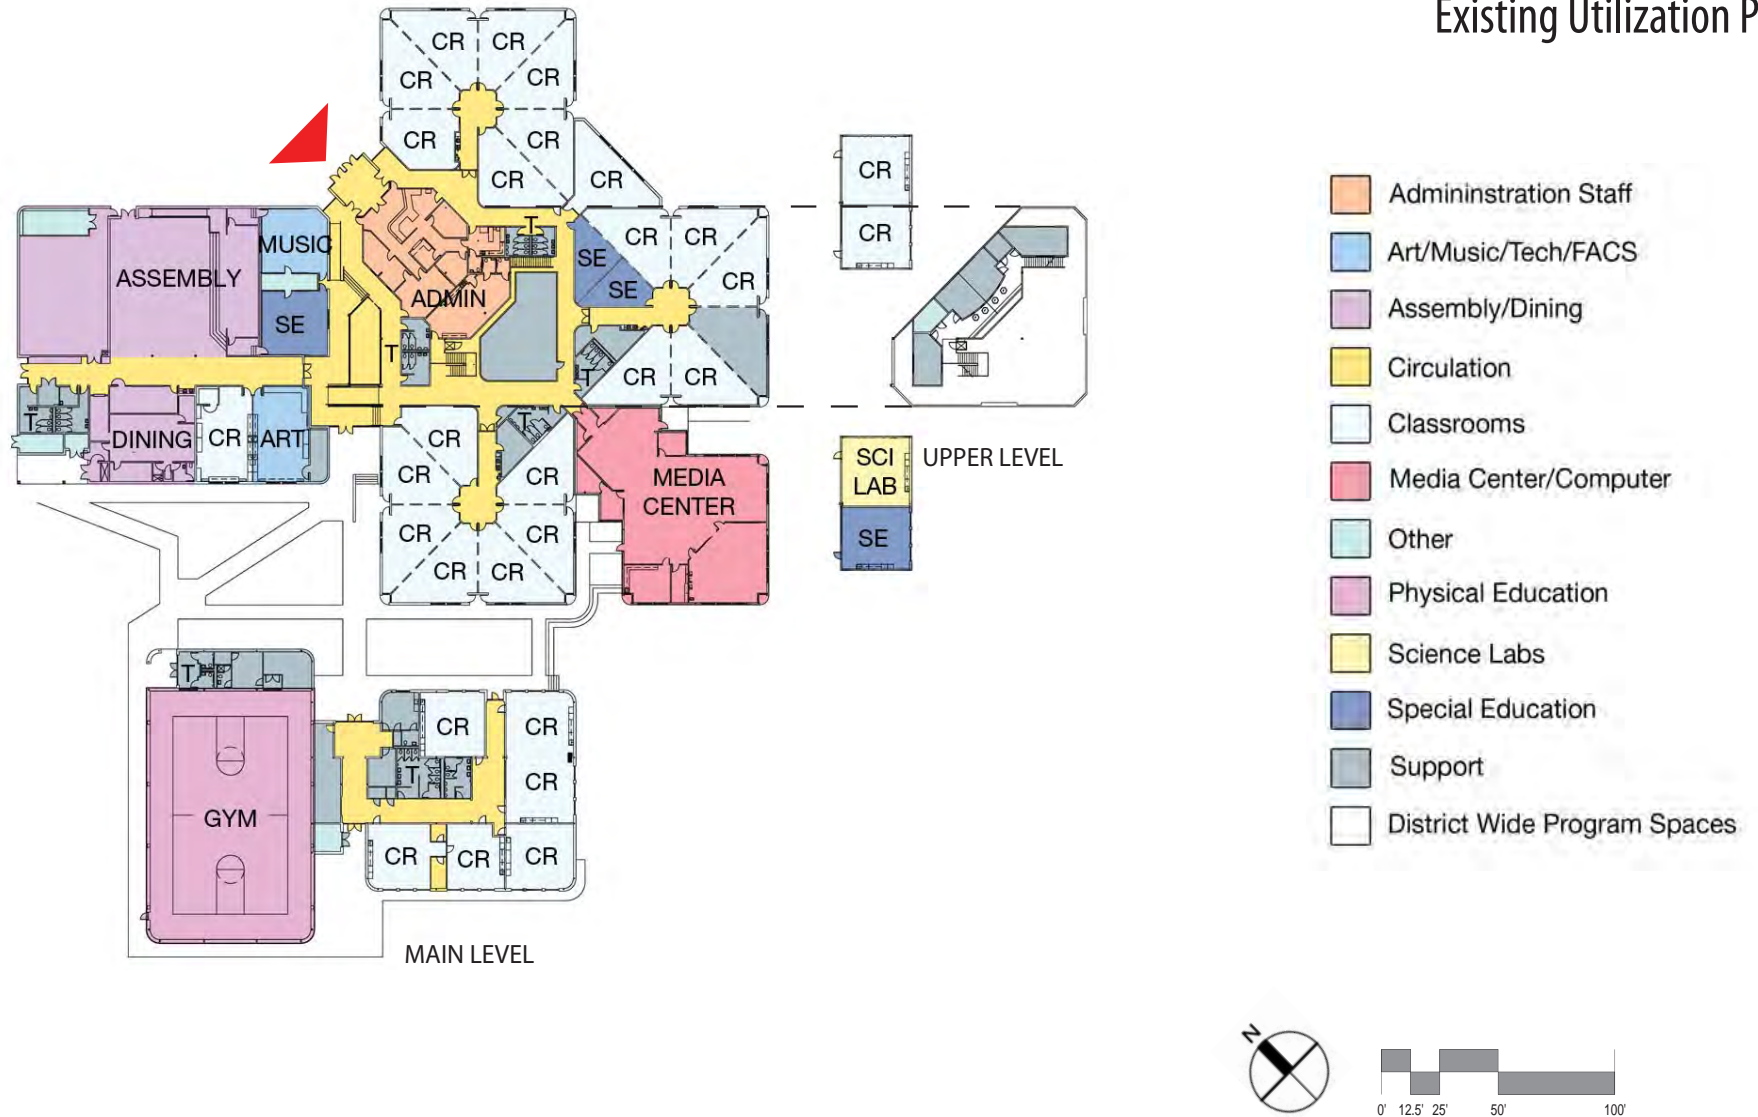 Existing Utilization P
CR CR
CR CR
CR CR
CR CR
CR
CR
MUSIC
ASSEMBLY
SE
T
CR CR
SE
SE
CR
ADMIN
T
T
CR CR
T
DINING
CR
ART
T
CR
CR
CR
CR CR
CR CR
MEDIA
CENTER
UPPER LEVEL
SCI
LAB
SE
T
GYM
CR
CR
T
CR
CR
CR
CR
MAIN LEVEL
Admininstration Staff
Art/Music/Tech/FACS
Assembly/Dining
Circulation
Classrooms
Media Center/Computer
Other
Physical Education
Science Labs
Special Education
Support
District Wide Program Spaces
N
0' 12.5' 25' 50' 100'